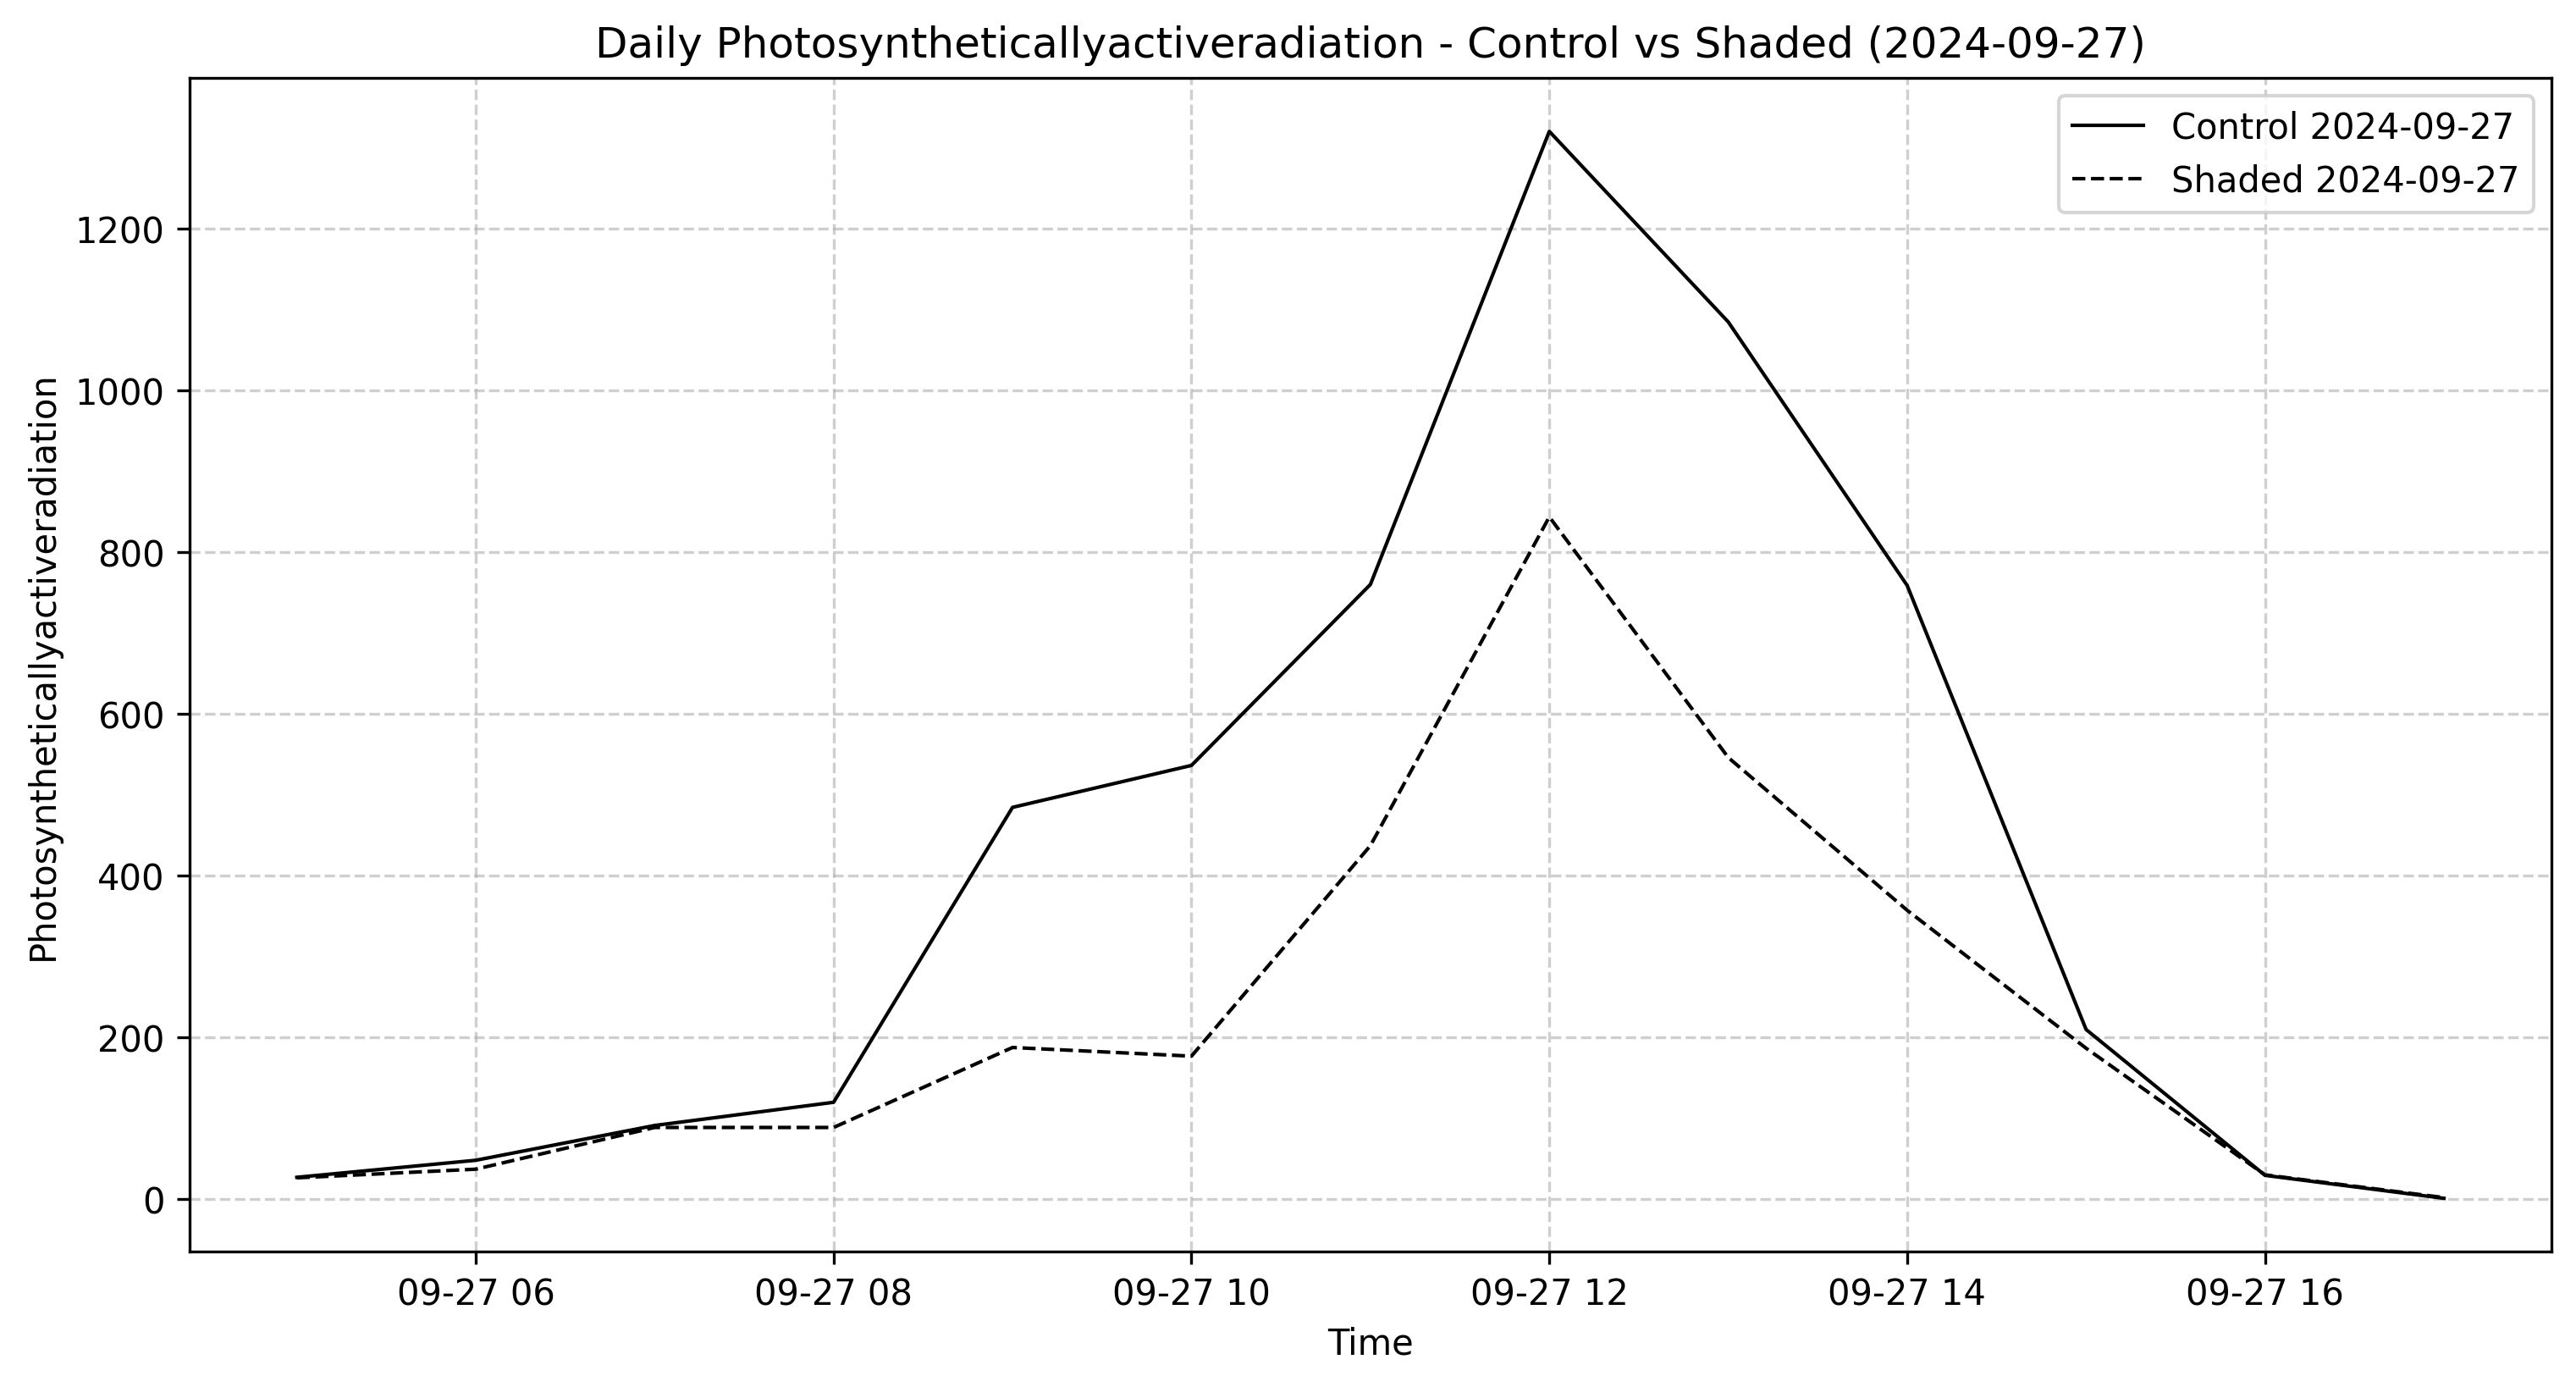 Daily Photosyntheticallyactiveradiation - Control vs Shaded (2024-09-27)
Control 2024-09-27
Shaded 2024-09-27
Photosyntheticallyactiveradiation
1200
1000
800
600
400
200
0
09-27 06
09-27 08
09-27 10
09-27 12
09-27 14
09-27 16
Time